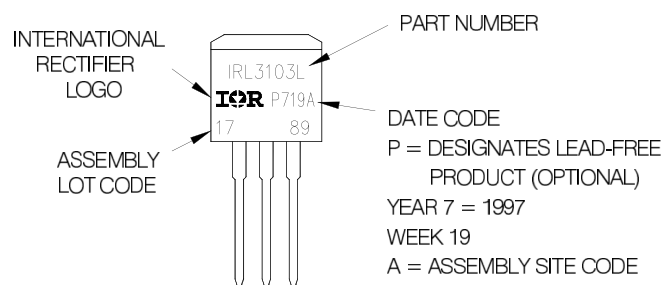 INTERNATIONAL
RECTIFIER
LOGO
PART NUMBER
IRL3103L
IOR P719A
17 89
ASSEMBLY
LOT CODE
DATE CODE
P = DESIGNATES LEAD-FREE
PRODUCT (OPTIONAL)
YEAR 7 = 1997
WEEK 19
A = ASSEMBLY SITE CODE